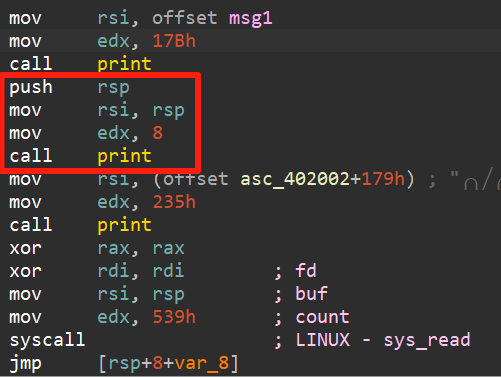 mov rsi, offset msg1
mov edx, 17Bh
call print
push rsp
mov rsi, rsp
mov edx, 8
call print
mov rsi, (offset asc_402002+179h) ; "∩/∩
mov edx, 235h
call print
xor rax, rax
xor rdi, rdi ; fd
mov rsi, rsp ; buf
mov edx, 539h ; count
syscall ; LINUX - sys_read
jmp [rsp+8+var_8]